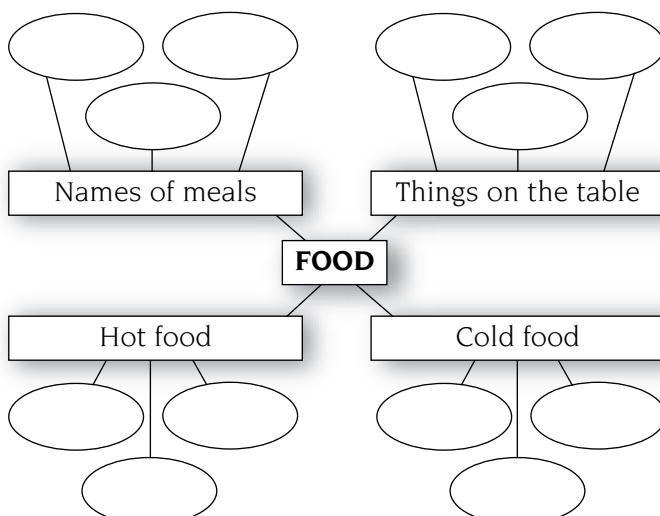 Names of meals
Things on the table
FOOD
Hot food
Cold food